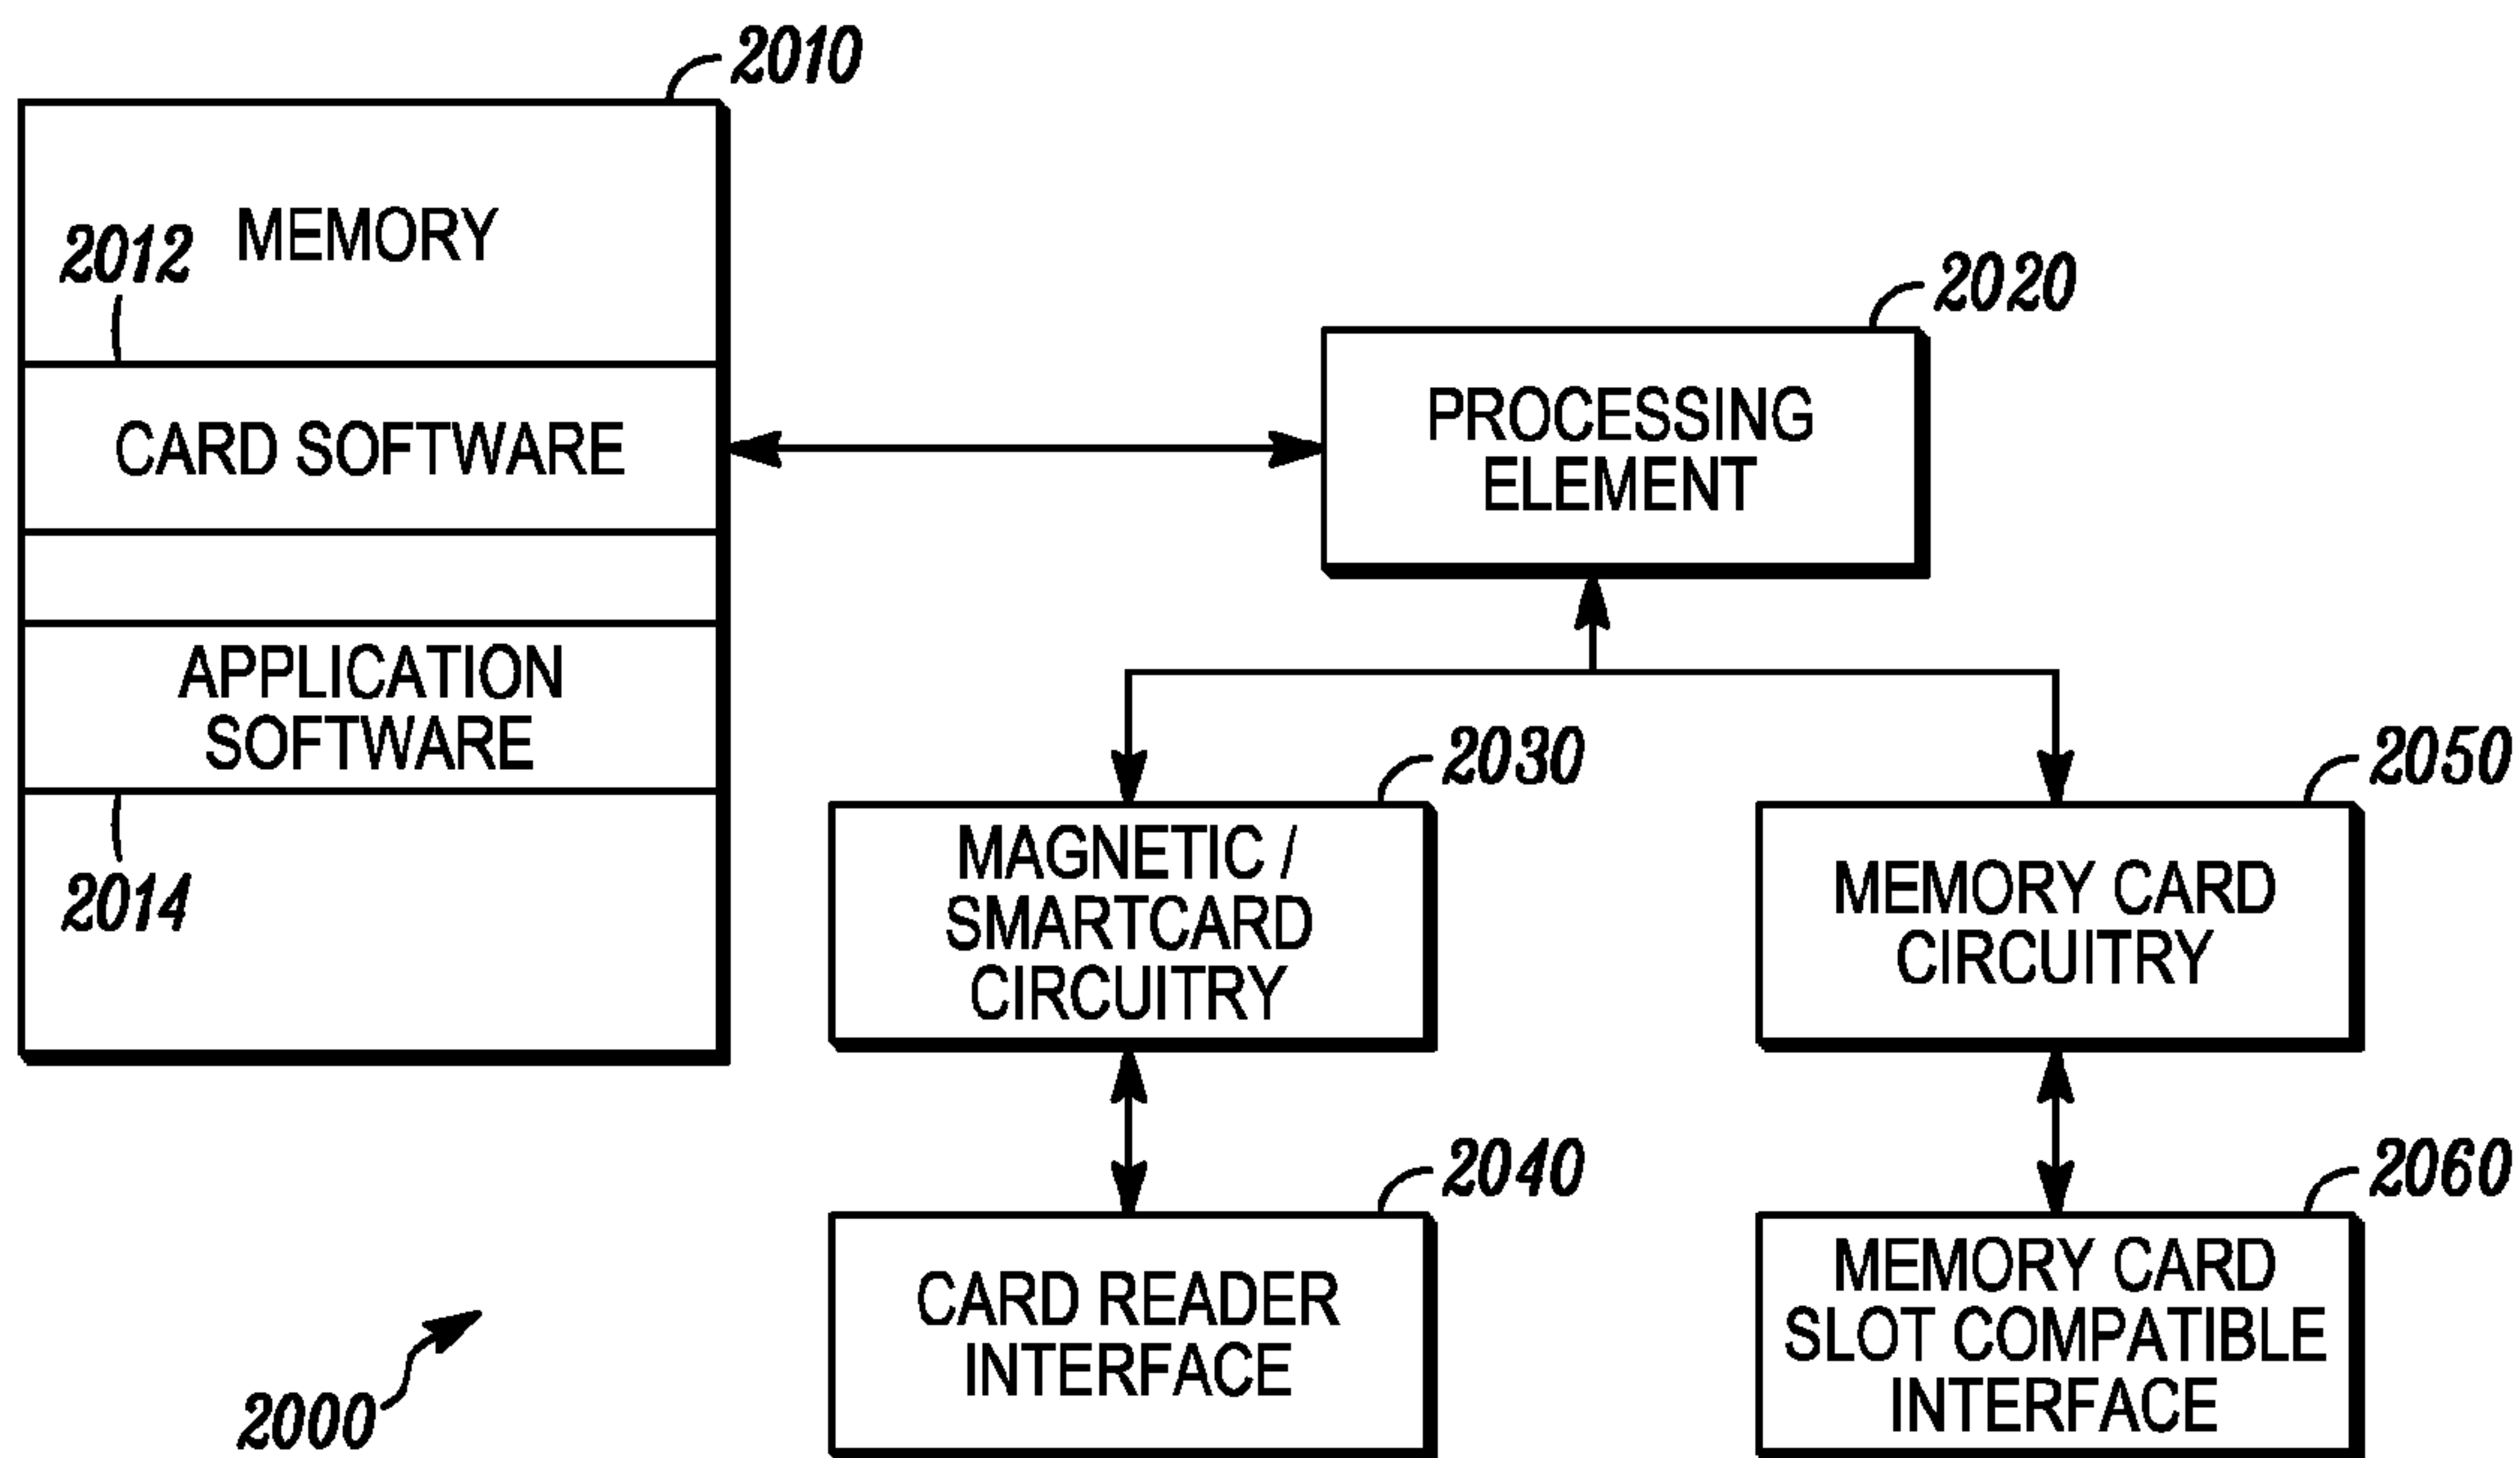 2010
MEMORY
2012
CARD SOFTWARE
APPLICATION
SOFTWARE
2014
2020
PROCESSING
ELEMENT
2030
MAGNETIC /
SMARTCARD
CIRCUITRY
2050
MEMORY CARD
CIRCUITRY
2040
CARD READER
INTERFACE
2060
MEMORY CARD
SLOT COMPATIBLE
INTERFACE
2000